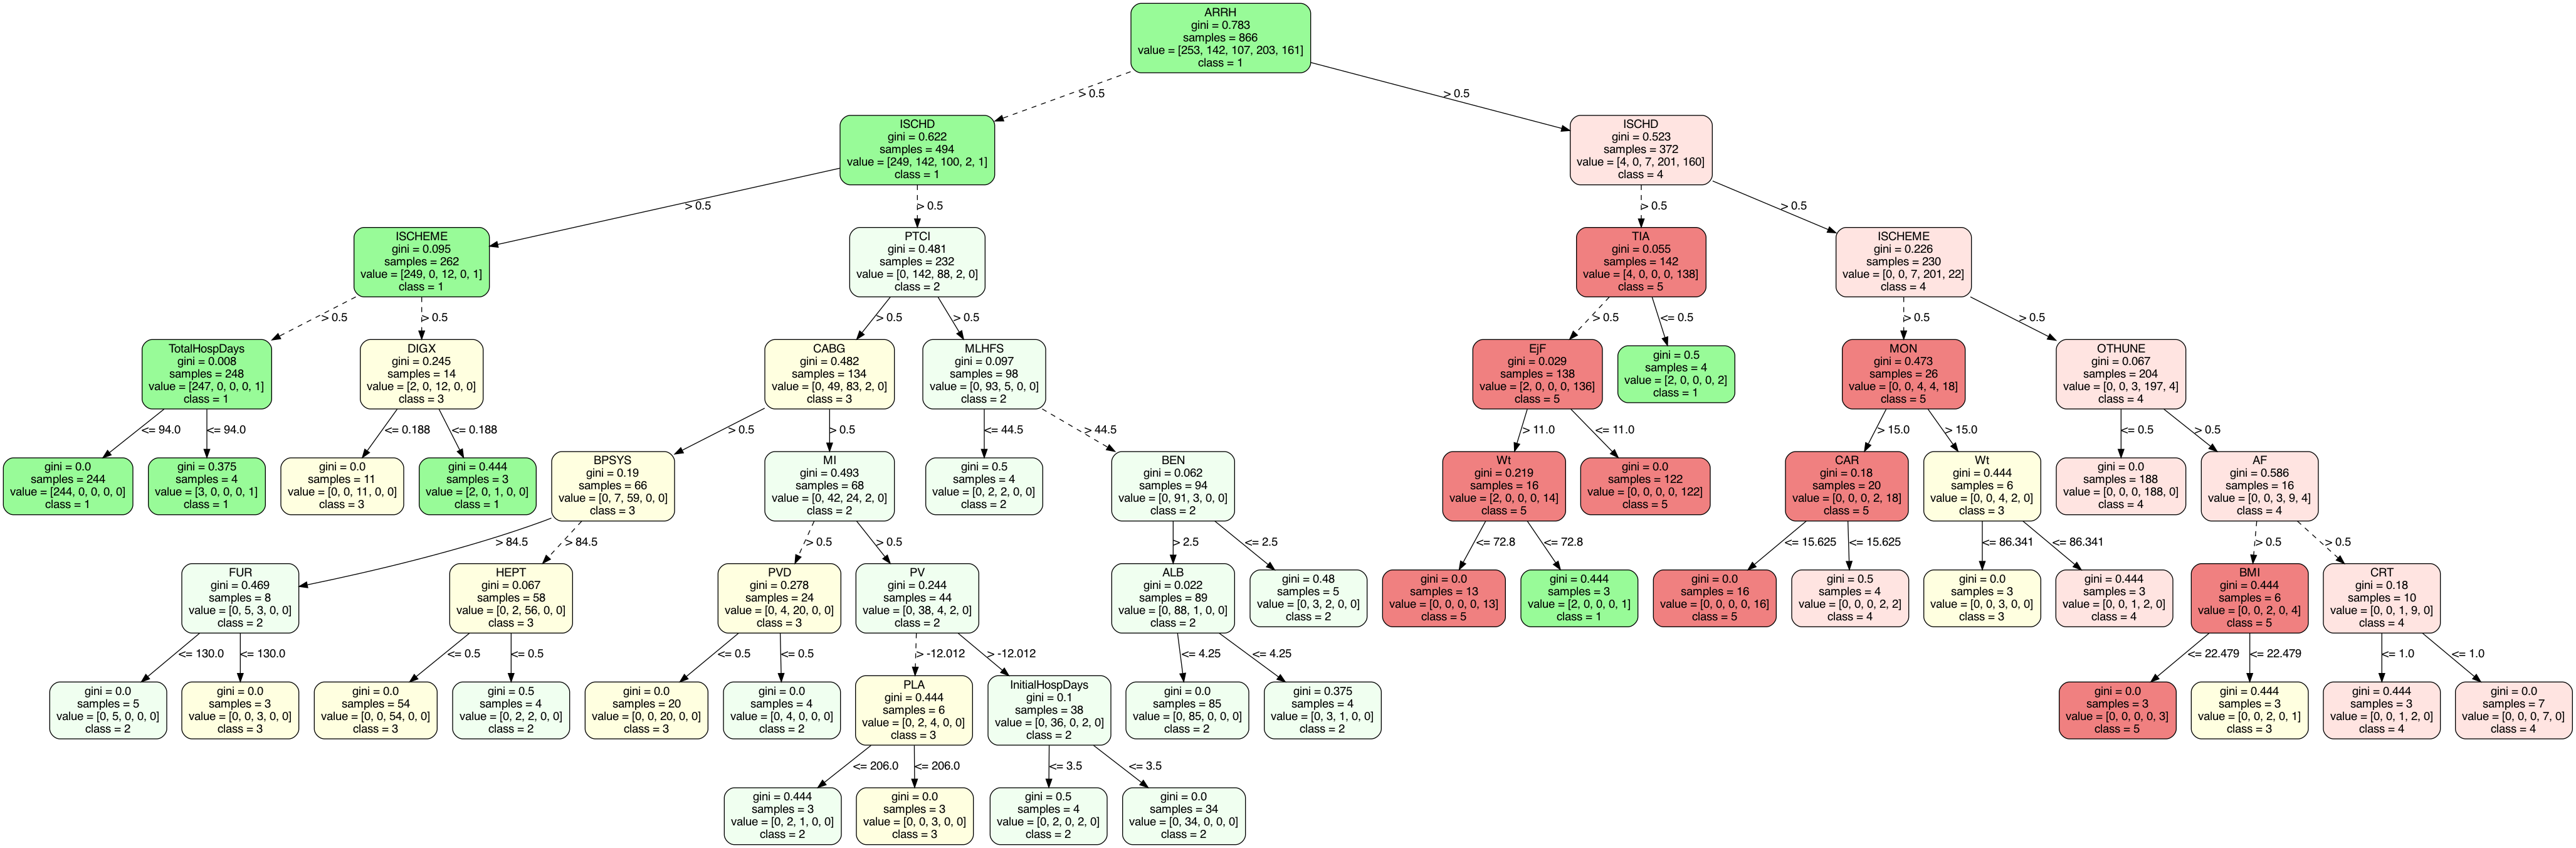 ARRH
gini = 0.783
samples = 866
value = [253, 142, 107, 203, 161]
class = 1
> 0.5
> 0.5
ISCHD
gini = 0.622
samples = 494
value = [249, 142, 100, 2, 1]
class = 1
ISCHD
gini = 0.523
samples = 372
value = [4, 0, 7, 201, 160]
class = 4
> 0.5
> 0.5
> 0.5
> 0.5
ISCHEME
gini = 0.095
samples = 262
value = [249, 0, 12, 0, 1]
class = 1
PTCI
gini = 0.481
samples = 232
value = [0, 142, 88, 2, 0]
class = 2
TIA
gini = 0.055
samples = 142
value = [4, 0, 0, 0, 138]
class = 5
ISCHEME
gini = 0.226
samples = 230
value = [0, 0, 7, 201, 22]
class = 4
> 0.5
> 0.5
> 0.5
> 0.5
> 0.5
<= 0.5
> 0.5
> 0.5
TotalHospDays
gini = 0.008
samples = 248
value = [247, 0, 0, 0, 1]
class = 1
DIGX
gini = 0.245
samples = 14
value = [2, 0, 12, 0, 0]
class = 3
CABG
gini = 0.482
samples = 134
value = [0, 49, 83, 2, 0]
class = 3
MLHFS
gini = 0.097
samples = 98
value = [0, 93, 5, 0, 0]
class = 2
EjF
gini = 0.029
samples = 138
value = [2, 0, 0, 0, 136]
class = 5
gini = 0.5
samples = 4
value = [2, 0, 0, 0, 2]
class = 1
MON
gini = 0.473
samples = 26
value = [0, 0, 4, 4, 18]
class = 5
OTHUNE
gini = 0.067
samples = 204
value = [0, 0, 3, 197, 4]
class = 4
<= 94.0
<= 94.0
<= 0.188
<= 0.188
> 0.5
> 0.5
<= 44.5
> 44.5
> 11.0
<= 11.0
> 15.0
> 15.0
<= 0.5
> 0.5
gini = 0.0
samples = 244
value = [244, 0, 0, 0, 0]
class = 1
gini = 0.375
samples = 4
value = [3, 0, 0, 0, 1]
class = 1
gini = 0.0
samples = 11
value = [0, 0, 11, 0, 0]
class = 3
gini = 0.444
samples = 3
value = [2, 0, 1, 0, 0]
class = 1
BPSYS
gini = 0.19
samples = 66
value = [0, 7, 59, 0, 0]
class = 3
MI
gini = 0.493
samples = 68
value = [0, 42, 24, 2, 0]
class = 2
gini = 0.5
samples = 4
value = [0, 2, 2, 0, 0]
class = 2
BEN
gini = 0.062
samples = 94
value = [0, 91, 3, 0, 0]
class = 2
Wt
gini = 0.219
samples = 16
value = [2, 0, 0, 0, 14]
class = 5
gini = 0.0
samples = 122
value = [0, 0, 0, 0, 122]
class = 5
CAR
gini = 0.18
samples = 20
value = [0, 0, 0, 2, 18]
class = 5
Wt
gini = 0.444
samples = 6
value = [0, 0, 4, 2, 0]
class = 3
gini = 0.0
samples = 188
value = [0, 0, 0, 188, 0]
class = 4
AF
gini = 0.586
samples = 16
value = [0, 0, 3, 9, 4]
class = 4
> 84.5
> 84.5
> 0.5
> 0.5
> 2.5
<= 2.5
<= 72.8
<= 72.8
<= 15.625
<= 15.625
<= 86.341
<= 86.341
> 0.5
> 0.5
FUR
gini = 0.469
samples = 8
value = [0, 5, 3, 0, 0]
class = 2
HEPT
gini = 0.067
samples = 58
value = [0, 2, 56, 0, 0]
class = 3
PVD
gini = 0.278
samples = 24
value = [0, 4, 20, 0, 0]
class = 3
PV
gini = 0.244
samples = 44
value = [0, 38, 4, 2, 0]
class = 2
ALB
gini = 0.022
samples = 89
value = [0, 88, 1, 0, 0]
class = 2
gini = 0.48
samples = 5
value = [0, 3, 2, 0, 0]
class = 2
gini = 0.0
samples = 13
value = [0, 0, 0, 0, 13]
class = 5
gini = 0.444
samples = 3
value = [2, 0, 0, 0, 1]
class = 1
gini = 0.0
samples = 16
value = [0, 0, 0, 0, 16]
class = 5
gini = 0.5
samples = 4
value = [0, 0, 0, 2, 2]
class = 4
gini = 0.0
samples = 3
value = [0, 0, 3, 0, 0]
class = 3
gini = 0.444
samples = 3
value = [0, 0, 1, 2, 0]
class = 4
BMI
gini = 0.444
samples = 6
value = [0, 0, 2, 0, 4]
class = 5
CRT
gini = 0.18
samples = 10
value = [0, 0, 1, 9, 0]
class = 4
<= 130.0
<= 130.0
<= 0.5
<= 0.5
<= 0.5
<= 0.5
> -12.012
> -12.012
<= 4.25
<= 4.25
<= 22.479
<= 22.479
<= 1.0
<= 1.0
gini = 0.0
samples = 5
value = [0, 5, 0, 0, 0]
class = 2
gini = 0.0
samples = 3
value = [0, 0, 3, 0, 0]
class = 3
gini = 0.0
samples = 54
value = [0, 0, 54, 0, 0]
class = 3
gini = 0.5
samples = 4
value = [0, 2, 2, 0, 0]
class = 2
gini = 0.0
samples = 20
value = [0, 0, 20, 0, 0]
class = 3
gini = 0.0
samples = 4
value = [0, 4, 0, 0, 0]
class = 2
PLA
gini = 0.444
samples = 6
value = [0, 2, 4, 0, 0]
class = 3
InitialHospDays
gini = 0.1
samples = 38
value = [0, 36, 0, 2, 0]
class = 2
gini = 0.0
samples = 85
value = [0, 85, 0, 0, 0]
class = 2
gini = 0.375
samples = 4
value = [0, 3, 1, 0, 0]
class = 2
gini = 0.0
samples = 3
value = [0, 0, 0, 0, 3]
class = 5
gini = 0.444
samples = 3
value = [0, 0, 2, 0, 1]
class = 3
gini = 0.444
samples = 3
value = [0, 0, 1, 2, 0]
class = 4
gini = 0.0
samples = 7
value = [0, 0, 0, 7, 0]
class = 4
<= 206.0
<= 206.0
<= 3.5
<= 3.5
gini = 0.444
samples = 3
value = [0, 2, 1, 0, 0]
class = 2
gini = 0.0
samples = 3
value = [0, 0, 3, 0, 0]
class = 3
gini = 0.5
samples = 4
value = [0, 2, 0, 2, 0]
class = 2
gini = 0.0
samples = 34
value = [0, 34, 0, 0, 0]
class = 2